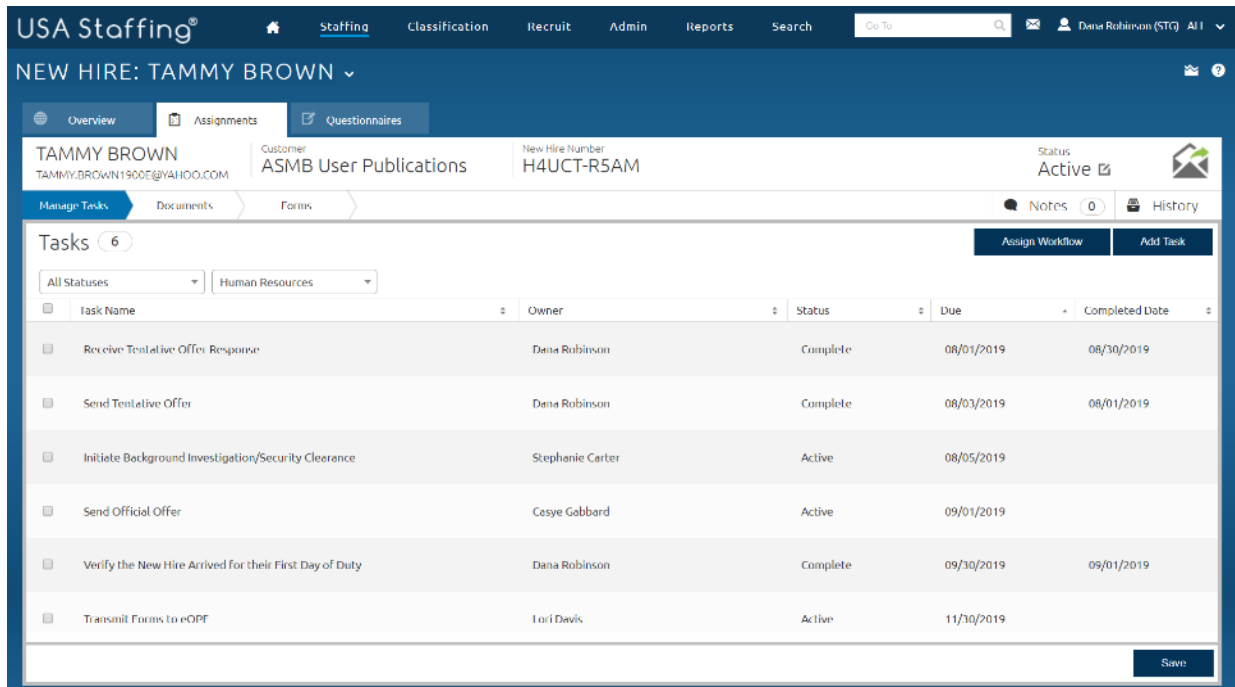 USA Staffing® Staffing Classification Recruit Admin Reports Search Go To Dana Robinson (STG) ALL
NEW HIRE: TAMMY BROWN
Overview Assignments Questionnaires
TAMMY BROWN Customer New Hire Number Status
TAMMY.BROWN1900E@YAHOO.COM ASMB User Publications H4UCT-R5AM Active
Manage Tasks Documents Forms Notes 0 History
Tasks 6 Assign Workflow Add Task
All Statuses Human Resources
Task Name Owner Status Due Completed Date
Receive Tentative Offer Response Dana Robinson Complete 08/01/2019 08/30/2019
Send Tentative Offer Dana Robinson Complete 08/03/2019 08/01/2019
Initiate Background Investigation/Security Clearance Stephanie Carter Active 08/05/2019
Send Official Offer Casye Gabbard Active 09/01/2019
Verify the New Hire Arrived for their First Day of Duty Dana Robinson Complete 09/30/2019 09/01/2019
Transmit Forms to eOPF Lori Davis Active 11/30/2019
Save